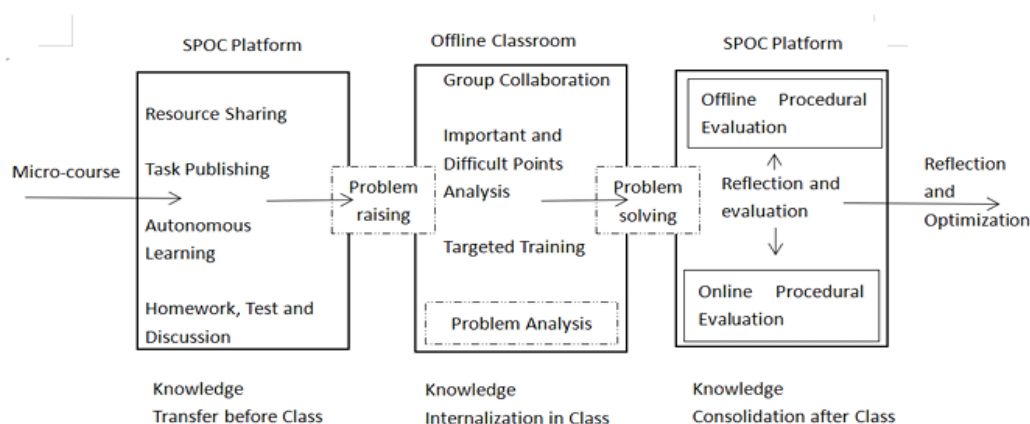 SPOC Platform
Offline Classroom
SPOC Platform
Micro-course
Resource Sharing
Task Publishing
Autonomous
Learning
Homework, Test and
Discussion
Problem
raising
Group Collaboration
Important and
Difficult Points
Analysis
Targeted Training
Problem Analysis
Problem
solving
Offline Procedural
Evaluation
Reflection and
evaluation
Online Procedural
Evaluation
Reflection
and
Optimization
Knowledge
Transfer before Class
Knowledge
Internalization in Class
Knowledge
Consolidation after Class